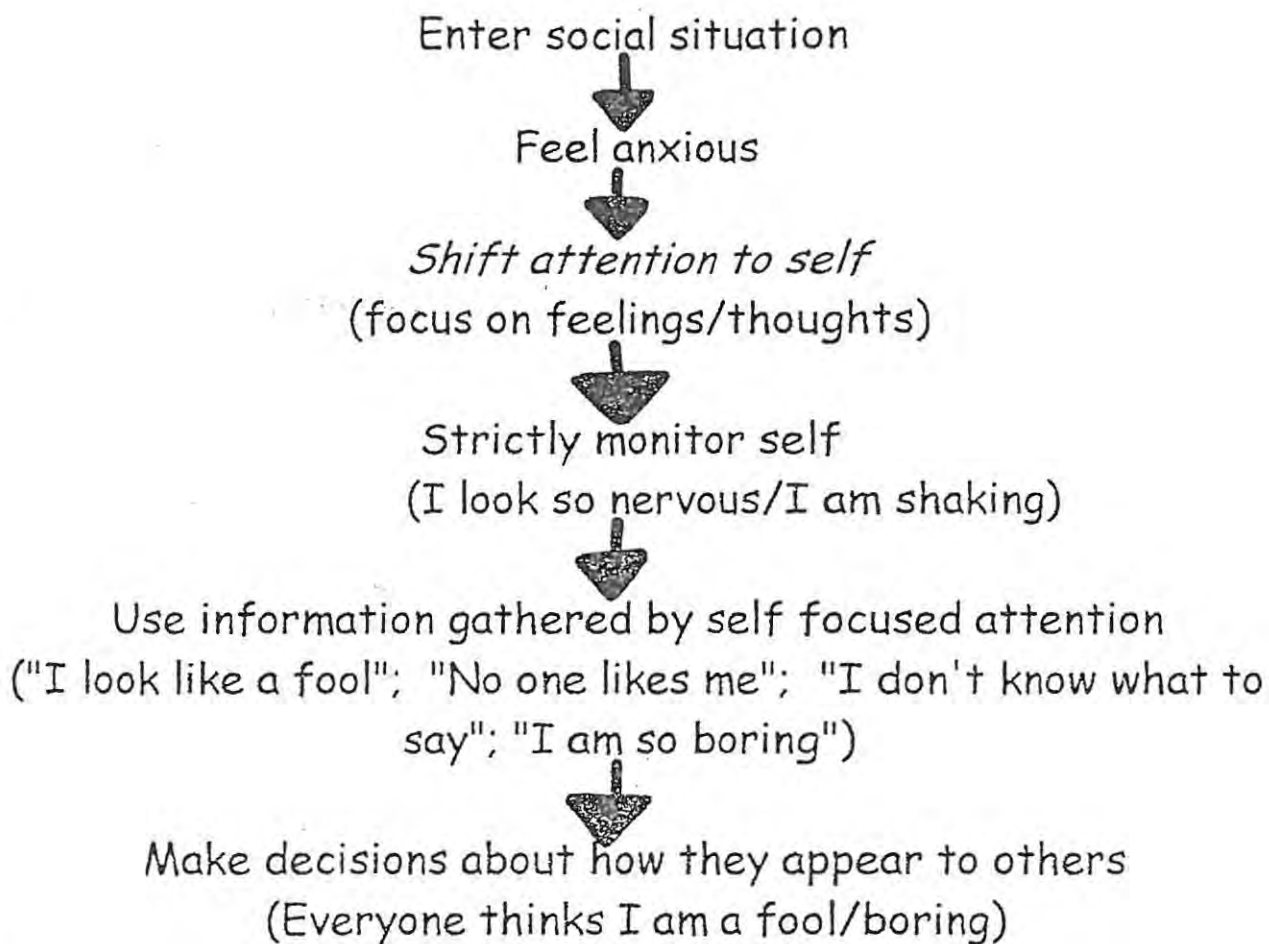 Enter social situation
Feel anxious
Shift attention to self
(focus on feelings/thoughts)
Strictly monitor self
(I look so nervous/I am shaking)
Use information gathered by self focused attention
("I look like a fool"; "No one likes me"; "I don't know what to
say"; "I am so boring")
Make decisions about how they appear to others
(Everyone thinks I am a fool/boring)